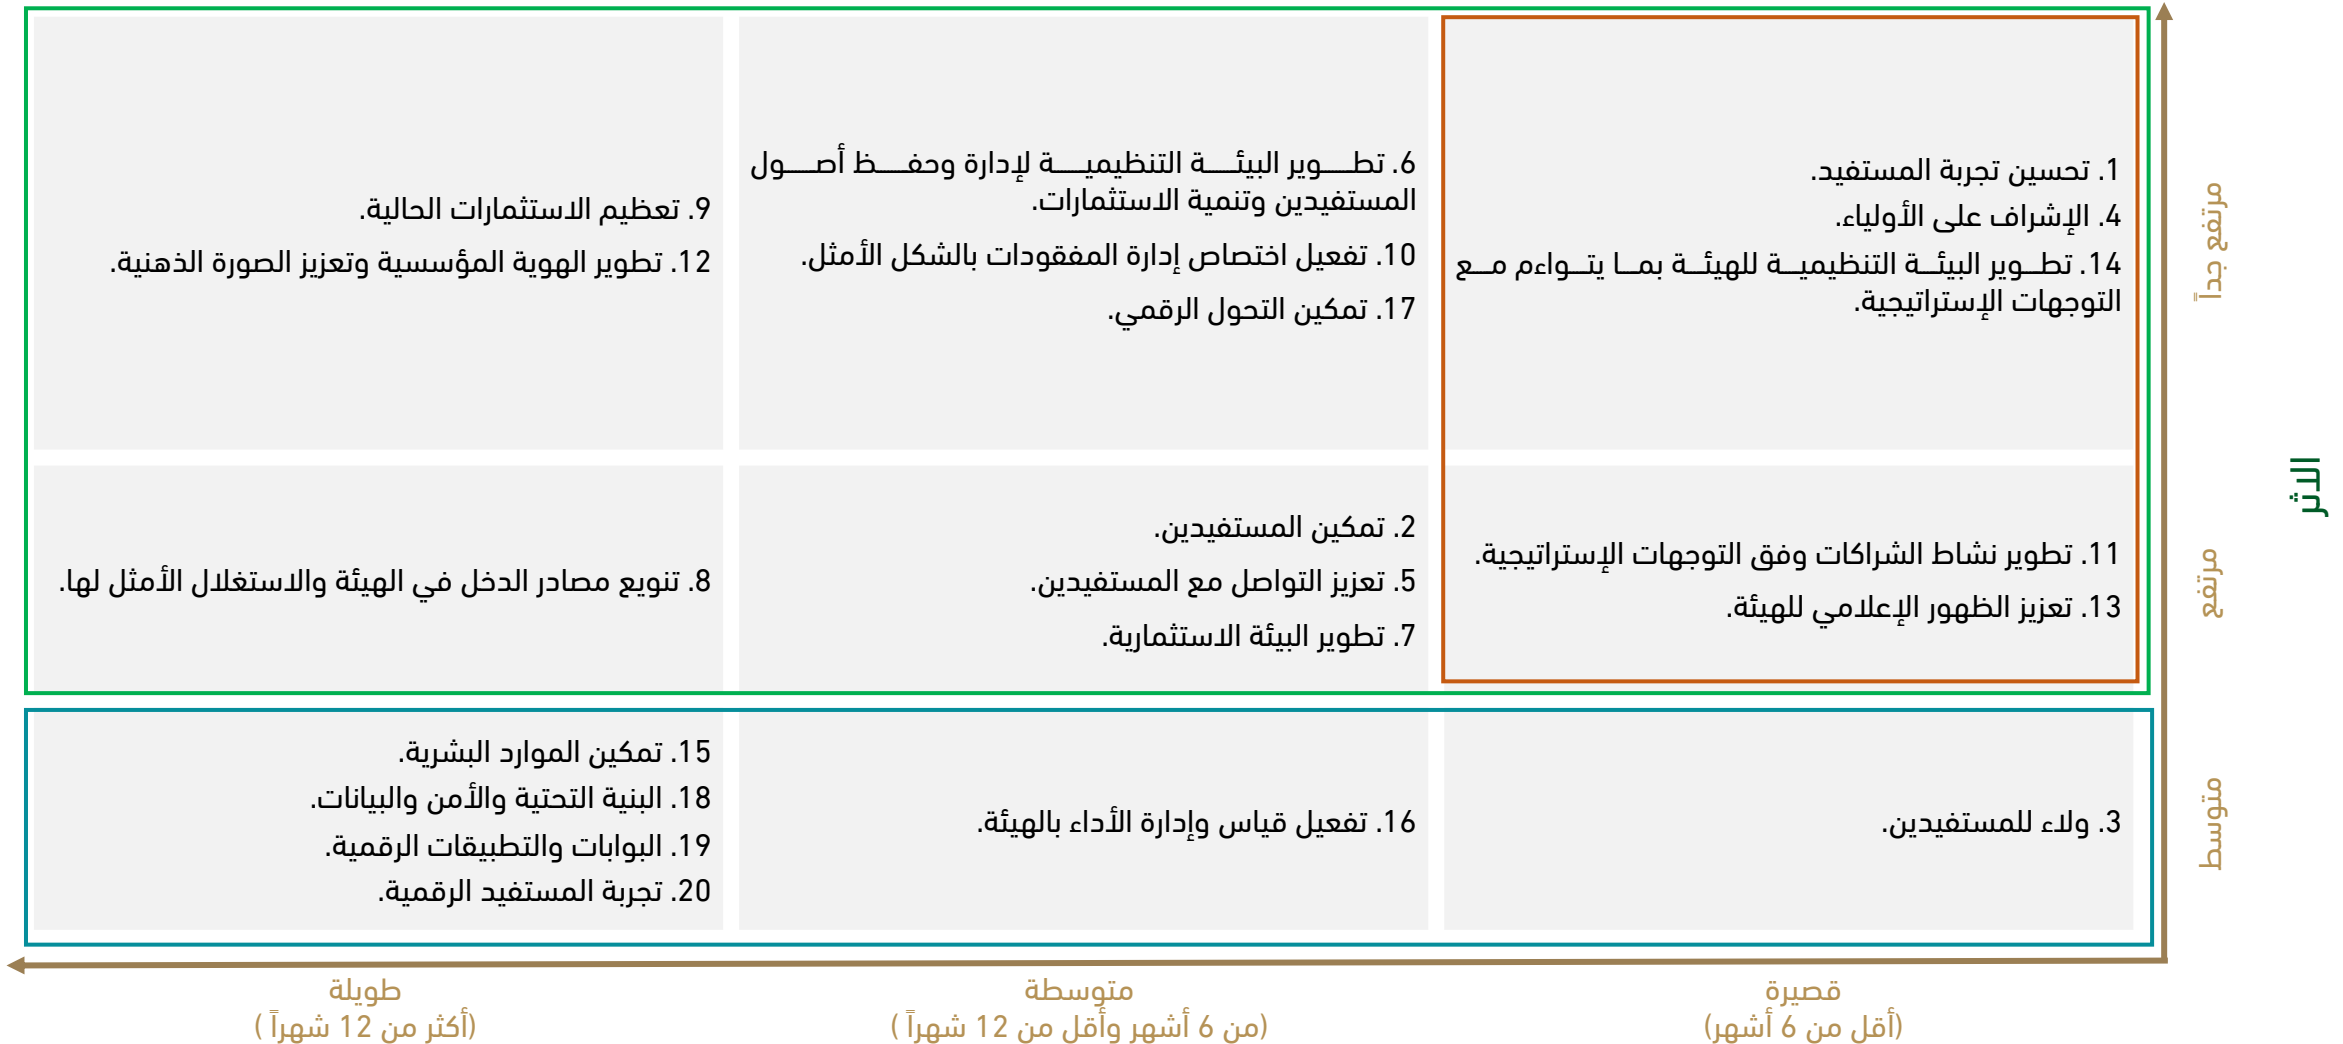 1. تحسين تجربة المستفيد.
4. الإشراف على الأولياء.
14. تطوير البيئة التنظيمية للهيئة بما يتواءم مع
التوجهات الإستراتيجية.
6. تطوير البيئة التنظيمية لإدارة وحفظ أصول
المستفيدين وتنمية الاستثمارات.
10. تفعيل اختصاص إدارة المفقودات بالشكل الأمثل.
17. تمكين التحول الرقمي.
9. تعظيم الاستثمارات الحالية.
12. تطوير الهوية المؤسسية وتعزيز الصورة الذهنية.
مرتفع جداً
11. تطوير نشاط الشراكات وفق التوجهات الإستراتيجية.
13. تعزيز الظهور الإعلامي للهيئة.
2. تمكين المستفيدين.
5. تعزيز التواصل مع المستفيدين.
7. تطوير البيئة الاستثمارية.
8. تنويع مصادر الدخل في الهيئة والاستغلال الأمثل لها.
مرتفع
الاثر
3. ولاء للمستفيدين.
16. تفعيل قياس وإدارة الأداء بالهيئة.
15. تمكين الموارد البشرية.
18. البنية التحتية والأمن والبيانات.
19. البوابات والتطبيقات الرقمية.
20. تجربة المستفيد الرقمية.
متوسط
قصيرة
(أقل من 6 أشهر)
متوسطة
(من 6 أشهر وأقل من 12 شهراً )
طويلة
(أكثر من 12 شهراً )